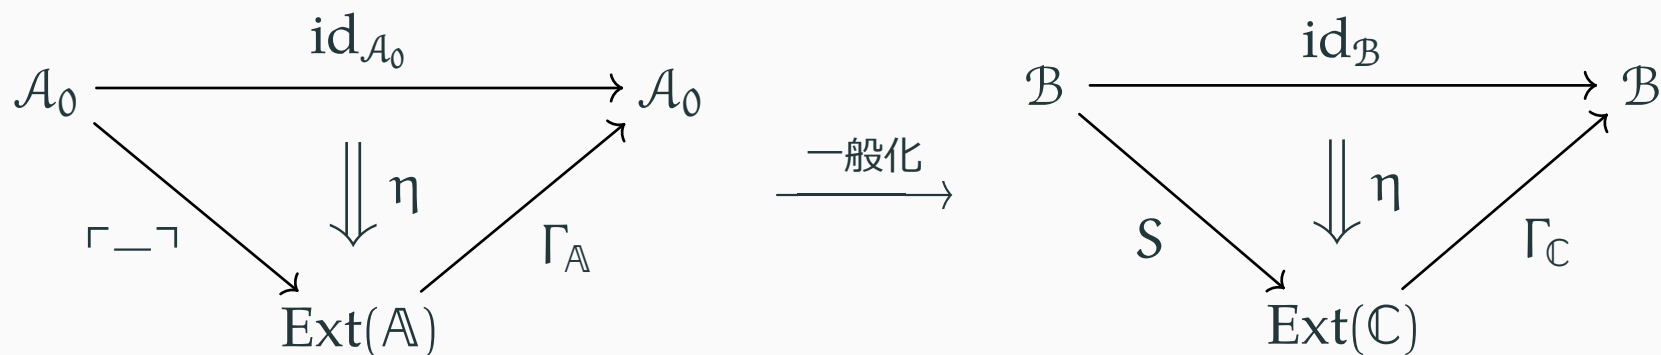 id_{𝒜₀} id_ℬ
𝒜₀ 𝒜₀ ℬ ℬ
一般化
η η
⌜_⌝ Γ_𝔸 S Γ_ℂ
Ext(𝔸) Ext(ℂ)